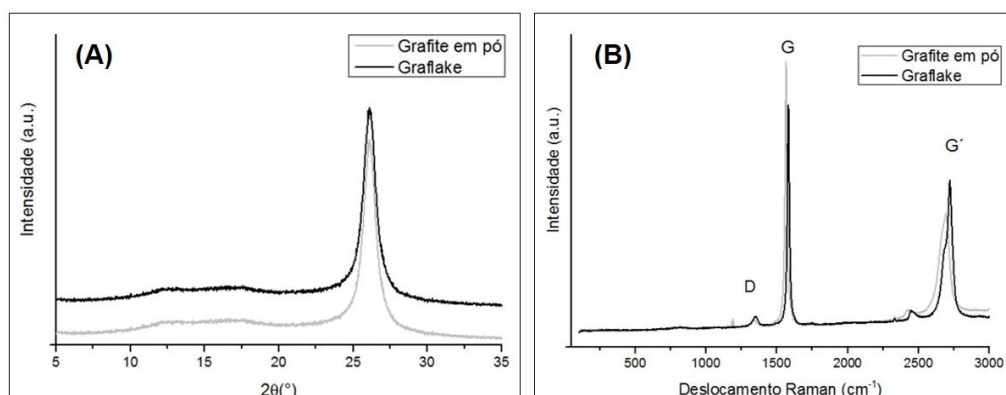 (A)
Grafite em pó
Graflake
Intensidade (a.u.)
5 10 15 20 25 30 35
2θ(°)
(B)
Grafite em pó
Graflake
G
G´
D
Intensidade (a.u.)
500 1000 1500 2000 2500 3000
Deslocamento Raman (cm⁻¹)